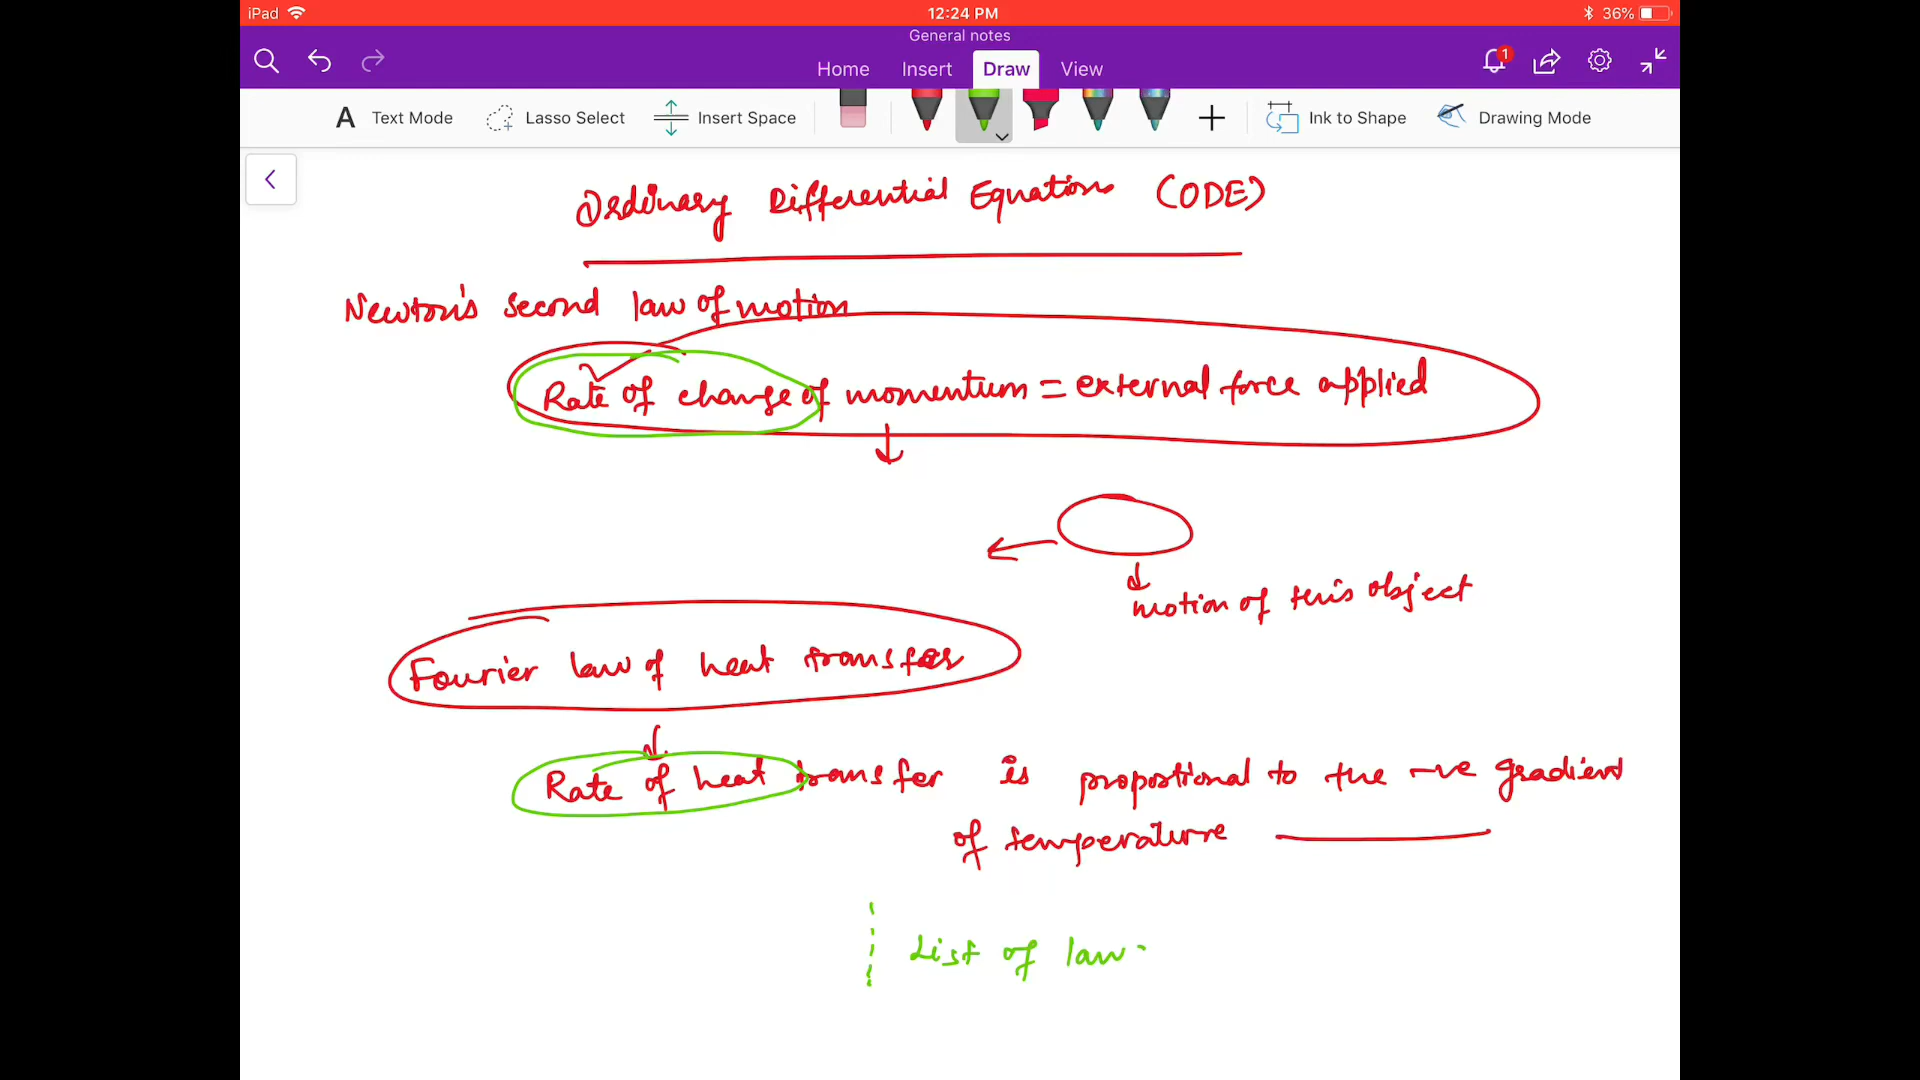 iPad 12:24 PM 36%
General notes
Home Insert Draw View 1
A Text Mode Lasso Select Insert Space Ink to Shape Drawing Mode
Ordinary Differential Equations (ODE)
Newton's second law of motion
Rate of change of momentum = external force applied
motion of this object
Fourier law of heat transfer
Rate of heat transfer is proportional to the -ve gradient
of temperature
List of law